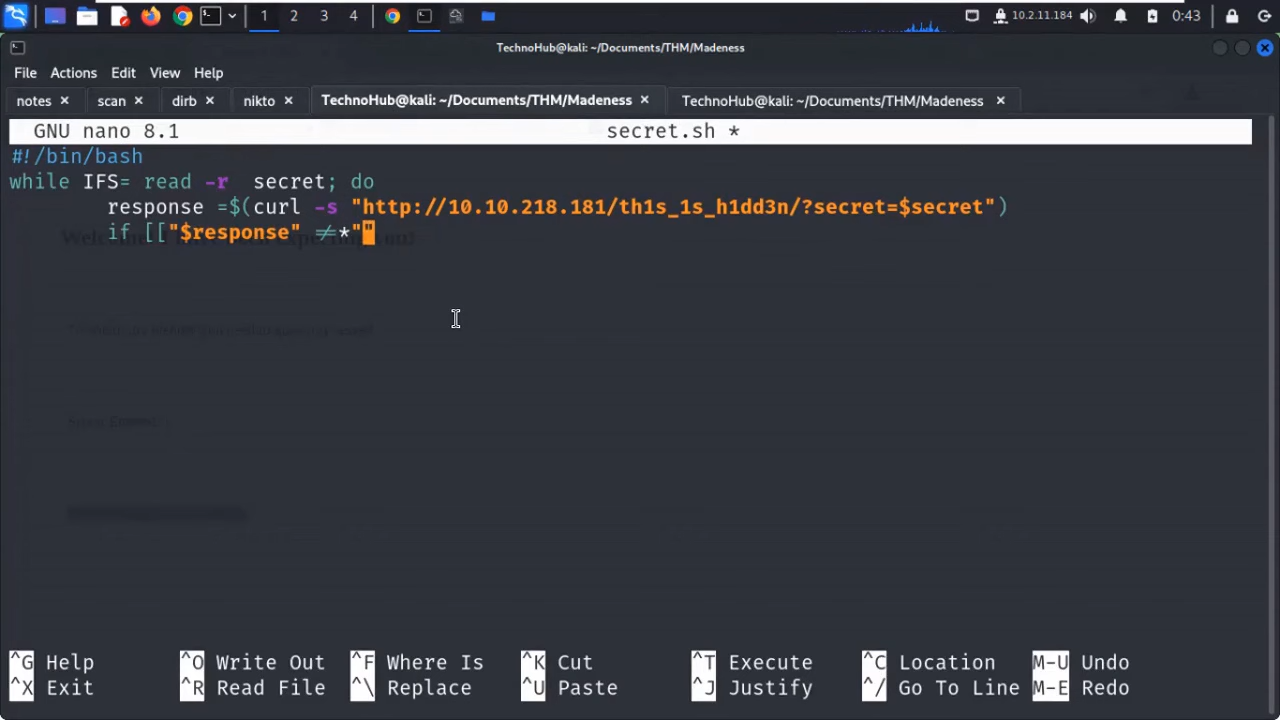 1 2 3 4 10.2.11.184 0:43
TechnoHub@kali: ~/Documents/THM/Madeness
File Actions Edit View Help
notes scan dirb nikto TechnoHub@kali: ~/Documents/THM/Madeness TechnoHub@kali: ~/Documents/THM/Madeness
GNU nano 8.1 secret.sh *
#!/bin/bash
while IFS= read -r  secret; do
response =$(curl -s "http://10.10.218.181/th1s_1s_h1dd3n/?secret=$secret")
if [["$response" !=*""
^G Help ^O Write Out ^F Where Is ^K Cut ^T Execute ^C Location M-U Undo
^X Exit ^R Read File ^\ Replace ^U Paste ^J Justify ^/ Go To Line M-E Redo